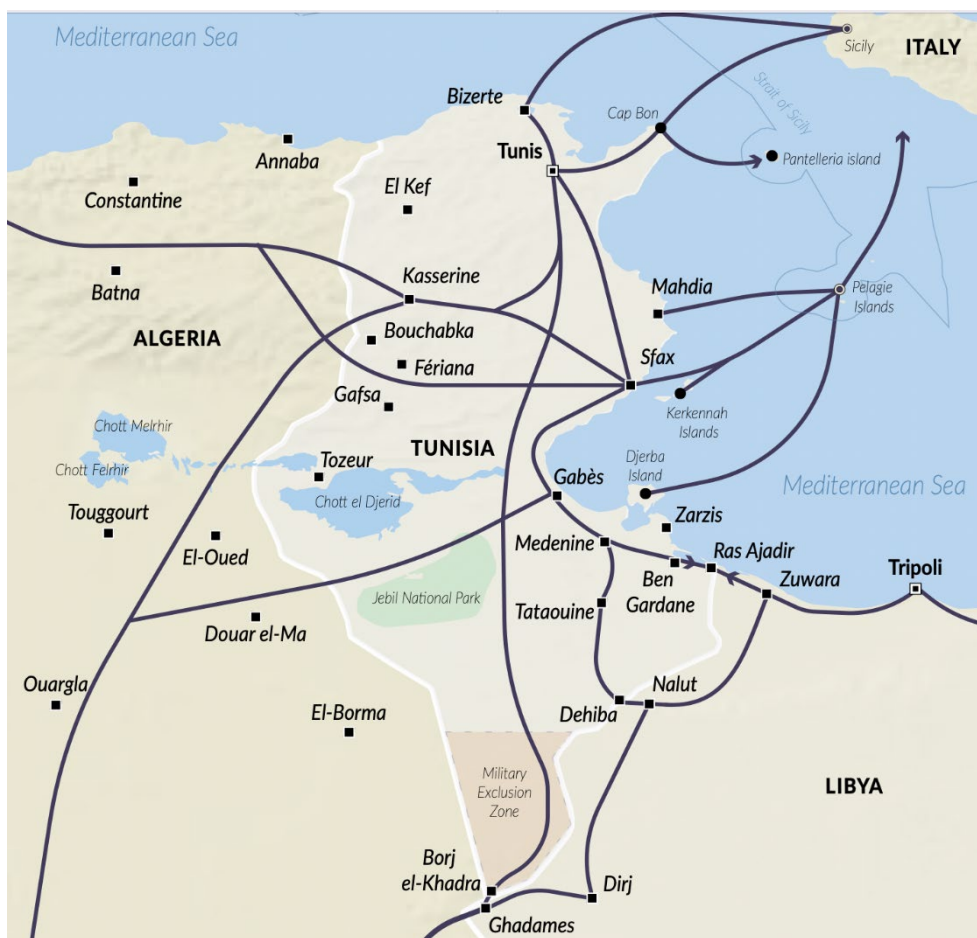 Mediterranean Sea
Sicily
ITALY
Strait of Sicily
Bizerte
Cap Bon
Annaba
Tunis
Pantelleria island
Constantine
El Kef
Batna
Kasserine
Mahdia
Pelagie
Islands
ALGERIA
Bouchabka
Fériana
Sfax
Gafsa
Kerkennah
Islands
Chott Melrhir
Chott Felrhir
TUNISIA
Tozeur
Chott el Djerid
Djerba
Island
Gabès
Mediterranean Sea
Touggourt
El-Oued
Zarzis
Medenine
Ras Ajadir
Ben
Gardane
Zuwara
Tripoli
Jebil National Park
Tataouine
Douar el-Ma
Ouargla
El-Borma
Dehiba
Nalut
Military
Exclusion
Zone
LIBYA
Borj
el-Khadra
Dirj
Ghadames